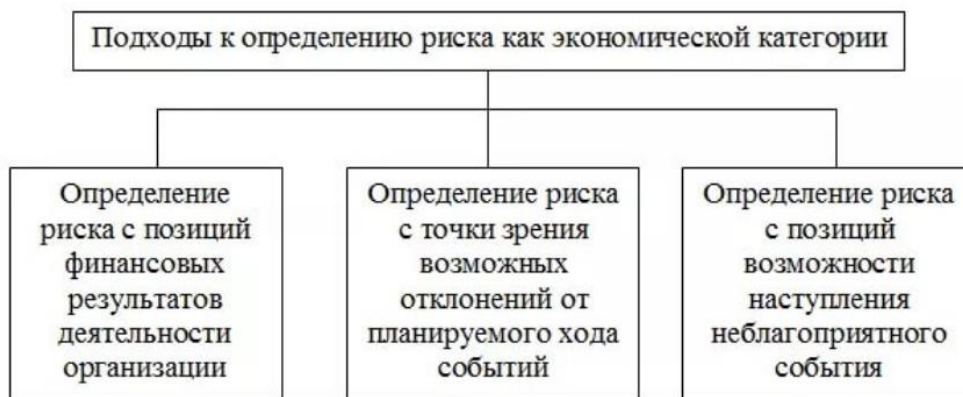 Подходы к определению риска как экономической категории
Определение
риска с позиций
финансовых
результатов
деятельности
организации
Определение риска
с точки зрения
возможных
отклонений от
планируемого хода
событий
Определение риска
с позиций
возможности
наступления
неблагоприятного
события